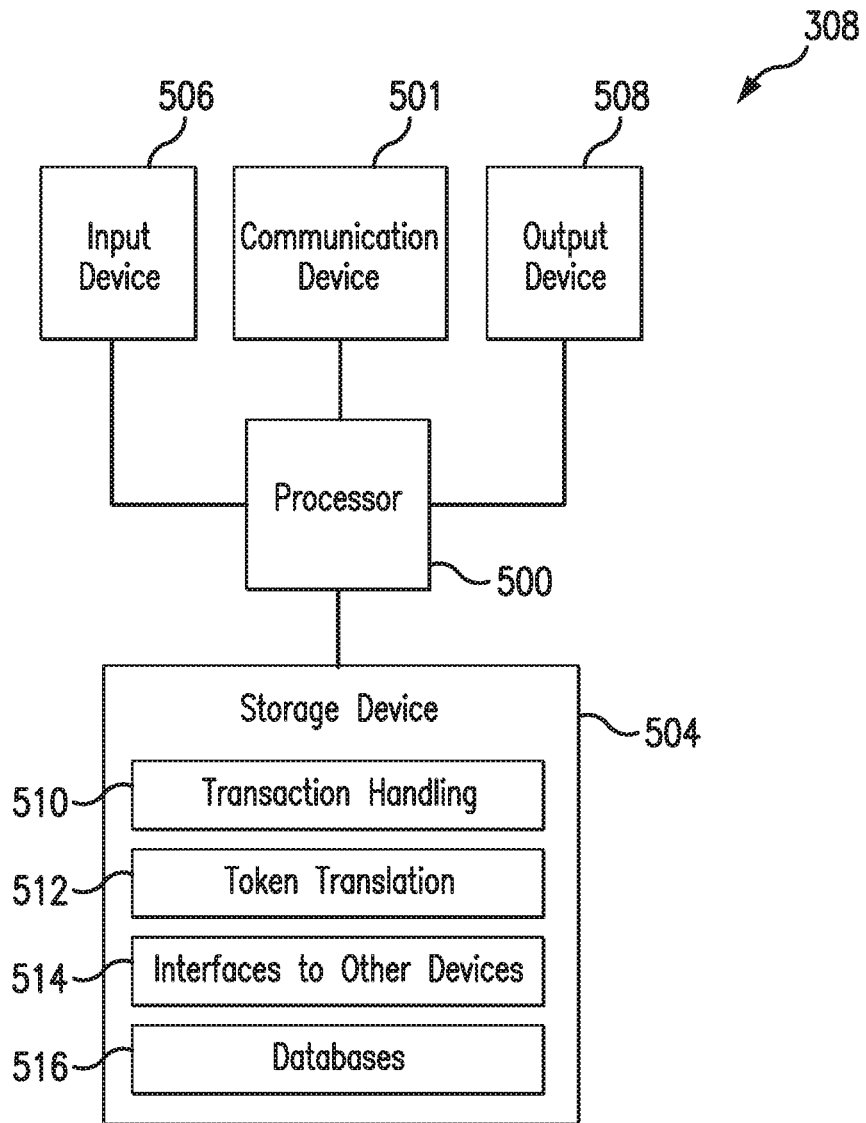 308
506
501
508
Input
Device
Communication
Device
Output
Device
Processor
500
Storage Device
504
510
Transaction Handling
512
Token Translation
514
Interfaces to Other Devices
516
Databases